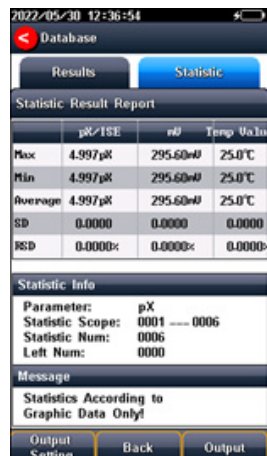 2022/05/30 12:36:54
< Database
Results Statistic
Statistic Result Report
pX/ISE mV Temp Valu
Max 4.997pX 295.60mV 25.0℃
Min 4.997pX 295.60mV 25.0℃
Average 4.997pX 295.60mV 25.0℃
SD 0.0000 0.0000 0.0000
RSD 0.0000% 0.0000% 0.0000%
Statistic Info
Parameter: pX
Statistic Scope: 0001 --- 0006
Statistic Num: 0006
Left Num: 0000
Message
Statistics According to
Graphic Data Only!
Output Back Output
Setting